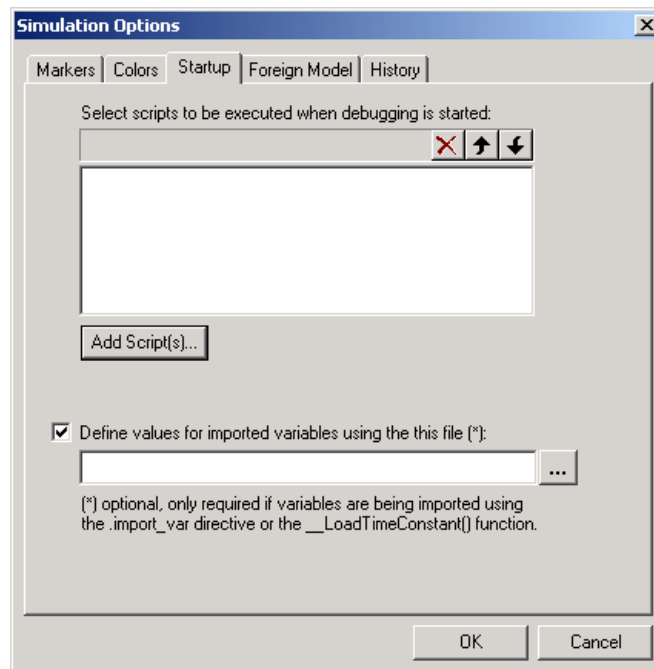 Simulation Options
Markers Colors Startup Foreign Model History
Select scripts to be executed when debugging is started:
Add Script(s)...
Define values for imported variables using the this file (*):
...
(*) optional, only required if variables are being imported using
the .import_var directive or the __LoadTimeConstant() function.
OK Cancel